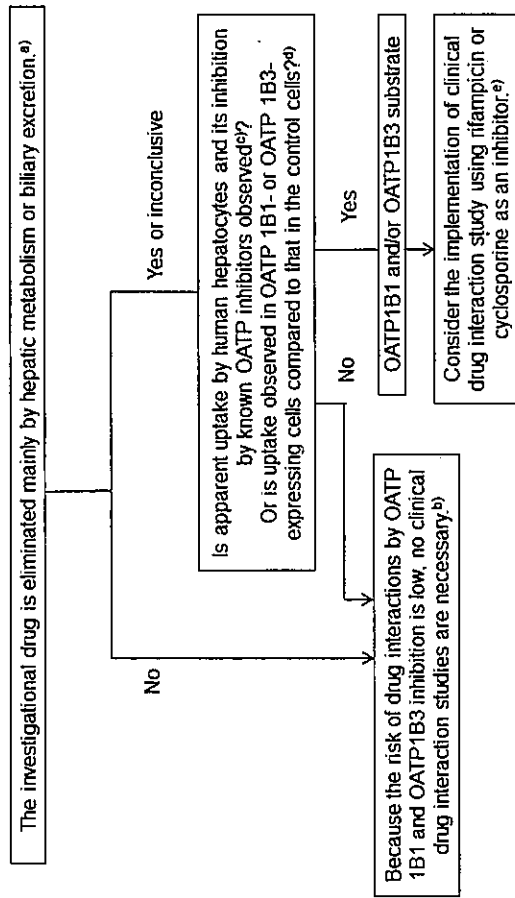 The investigational drug is eliminated mainly by hepatic metabolism or biliary excretion.a)
No
Yes or inconclusive
Is apparent uptake by human hepatocytes and its inhibition
by known OATP inhibitors observedc)?
Or is uptake observed in OATP 1B1- or OATP 1B3-
expressing cells compared to that in the control cells?d)
No
Yes
Because the risk of drug interactions by OATP
1B1 and OATP1B3 inhibition is low, no clinical
drug interaction studies are necessary.b)
OATP1B1 and/or OATP1B3 substrate
Consider the implementation of clinical
drug interaction study using rifampicin or
cyclosporine as an inhibitor.e)